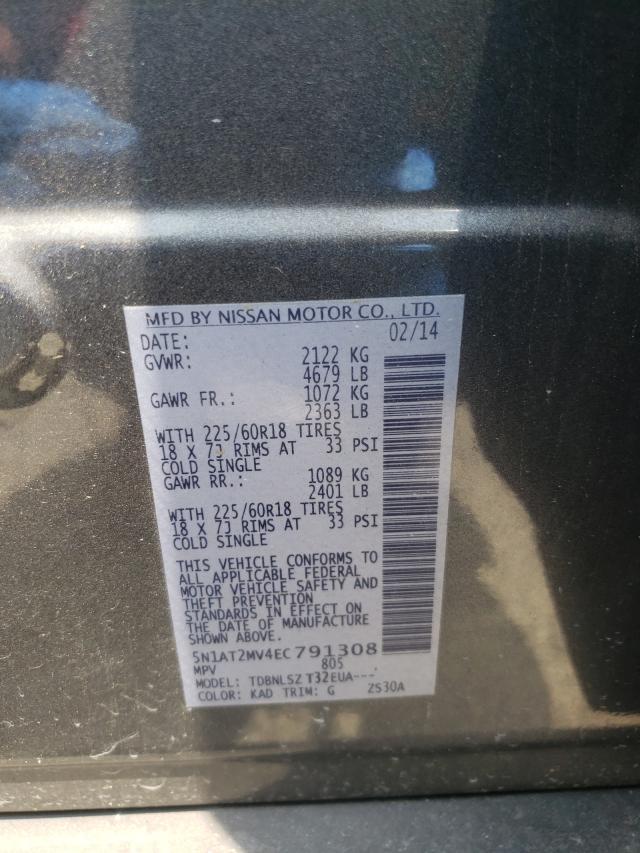 MFD BY NISSAN MOTOR CO., LTD.
DATE: 02/14
GVWR: 2122 KG
4679 LB
GAWR FR.: 1072 KG
2363 LB
WITH 225/60R18 TIRES
18 X 7J RIMS AT 33 PSI
COLD SINGLE
GAWR RR.: 1089 KG
2401 LB
WITH 225/60R18 TIRES
18 X 7J RIMS AT 33 PSI
COLD SINGLE
THIS VEHICLE CONFORMS TO
ALL APPLICABLE FEDERAL
MOTOR VEHICLE SAFETY AND
THEFT PREVENTION
STANDARDS IN EFFECT ON
THE DATE OF MANUFACTURE
SHOWN ABOVE.
5N1AT2MV4EC791308
MPV 805
MODEL: TDBNLSZ T32EUA---
COLOR: KAD TRIM: G ZS30A